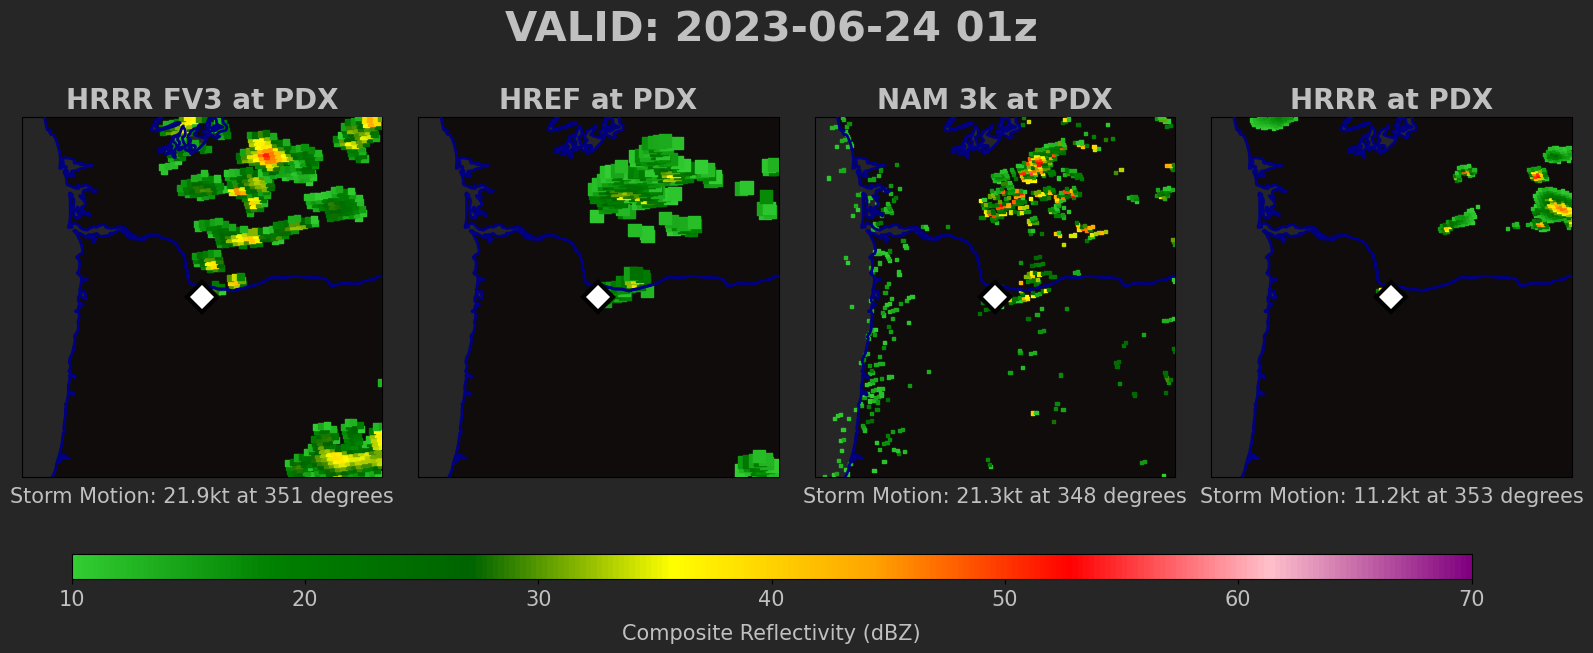 VALID: 2023-06-24 01z
HRRR FV3 at PDX
HREF at PDX
NAM 3k at PDX
HRRR at PDX
Storm Motion: 21.9kt at 351 degrees
Storm Motion: 21.3kt at 348 degrees
Storm Motion: 11.2kt at 353 degrees
10 20 30 40 50 60 70
Composite Reflectivity (dBZ)